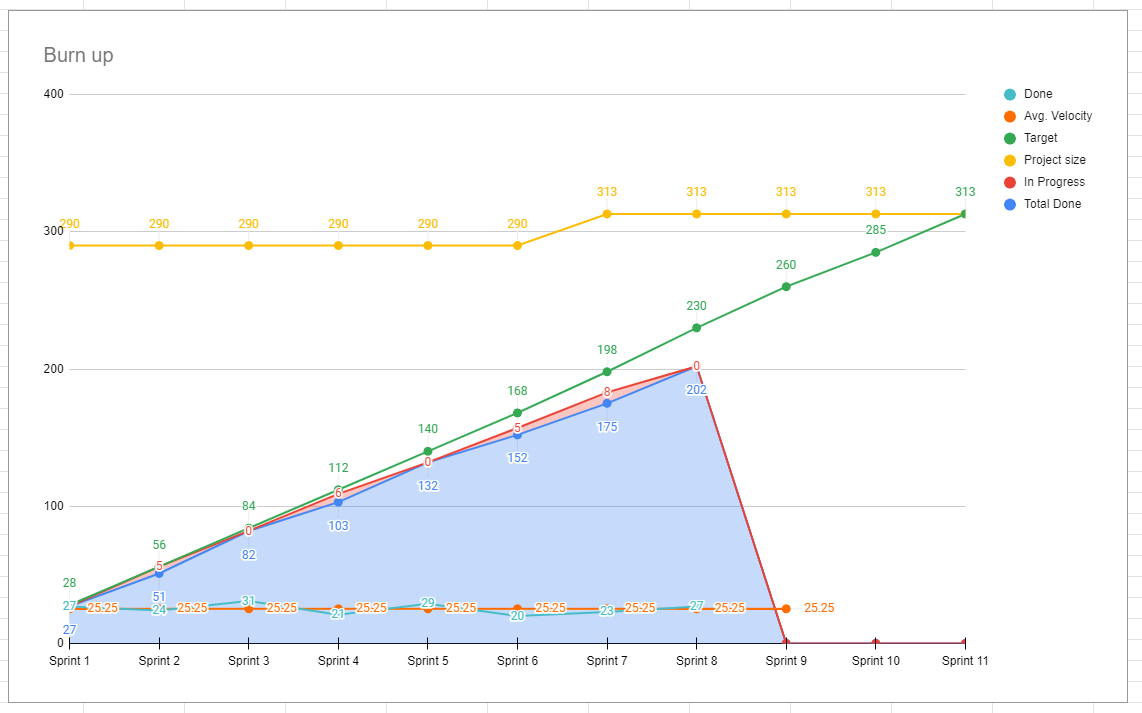 Burn up
400
Done
Avg. Velocity
Target
Project size
In Progress
Total Done
313 313 313 313 313
290 290 290 290 290 290
300
285
260
230
200
198
0
202
168
8
175
140
5
152
112
0
132
100
84
6
103
56
0
82
5
28
51
27 25.25 24 25.25 31 25.25 21 25.25 29 25.25 20 25.25 23 25.25 27 25.25 25.25
27
0
Sprint 1 Sprint 2 Sprint 3 Sprint 4 Sprint 5 Sprint 6 Sprint 7 Sprint 8 Sprint 9 Sprint 10 Sprint 11